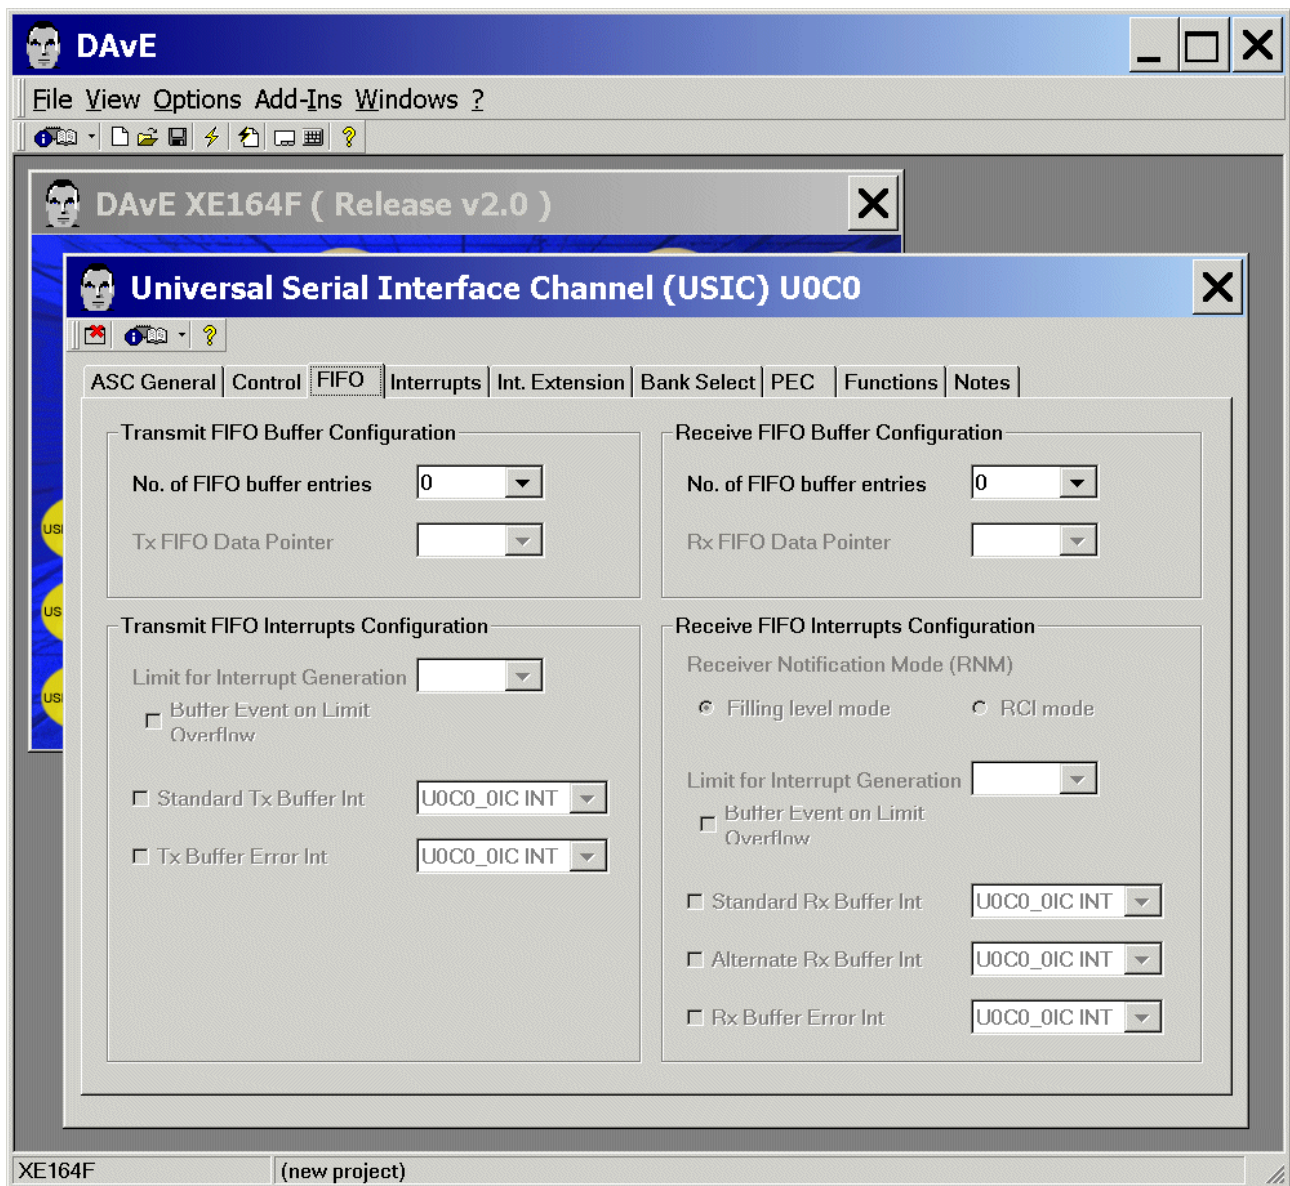 DAvE
File View Options Add-Ins Windows ?
DAvE XE164F ( Release v2.0 )
Universal Serial Interface Channel (USIC) U0C0
ASC General Control FIFO Interrupts Int. Extension Bank Select PEC Functions Notes
Transmit FIFO Buffer Configuration
No. of FIFO buffer entries 0
Tx FIFO Data Pointer
Receive FIFO Buffer Configuration
No. of FIFO buffer entries 0
Rx FIFO Data Pointer
Transmit FIFO Interrupts Configuration
Limit for Interrupt Generation
Buffer Event on Limit
Overflow
Standard Tx Buffer Int U0C0_0IC INT
Tx Buffer Error Int U0C0_0IC INT
Receive FIFO Interrupts Configuration
Receiver Notification Mode (RNM)
Filling level mode RCI mode
Limit for Interrupt Generation
Buffer Event on Limit
Overflow
Standard Rx Buffer Int U0C0_0IC INT
Alternate Rx Buffer Int U0C0_0IC INT
Rx Buffer Error Int U0C0_0IC INT
XE164F (new project)